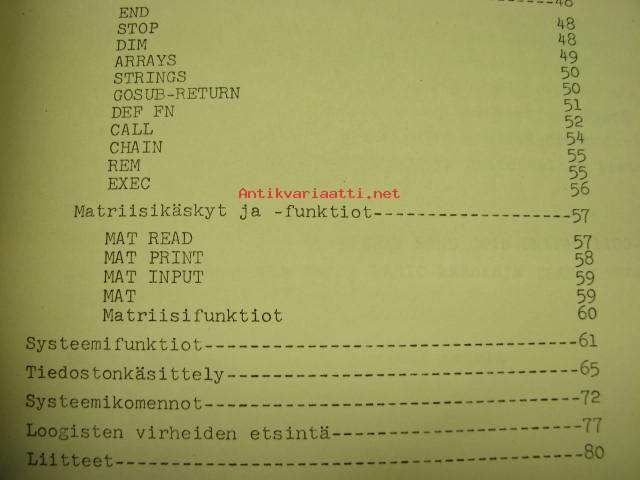 --------48
END 48
STOP 48
DIM 49
ARRAYS 50
STRINGS 50
GOSUB-RETURN 51
DEF FN 52
CALL 54
CHAIN 55
REM 55
EXEC 56
Antikvariaatti.net
Matriisikäskyt ja -funktiot-----------------57
MAT READ 57
MAT PRINT 58
MAT INPUT 59
MAT 59
Matriisifunktiot 60
Systeemifunktiot--------------------------------61
Tiedostonkäsittely------------------------------65
Systeemikomennot--------------------------------72
Loogisten virheiden etsintä---------------------77
Liitteet----------------------------------------80